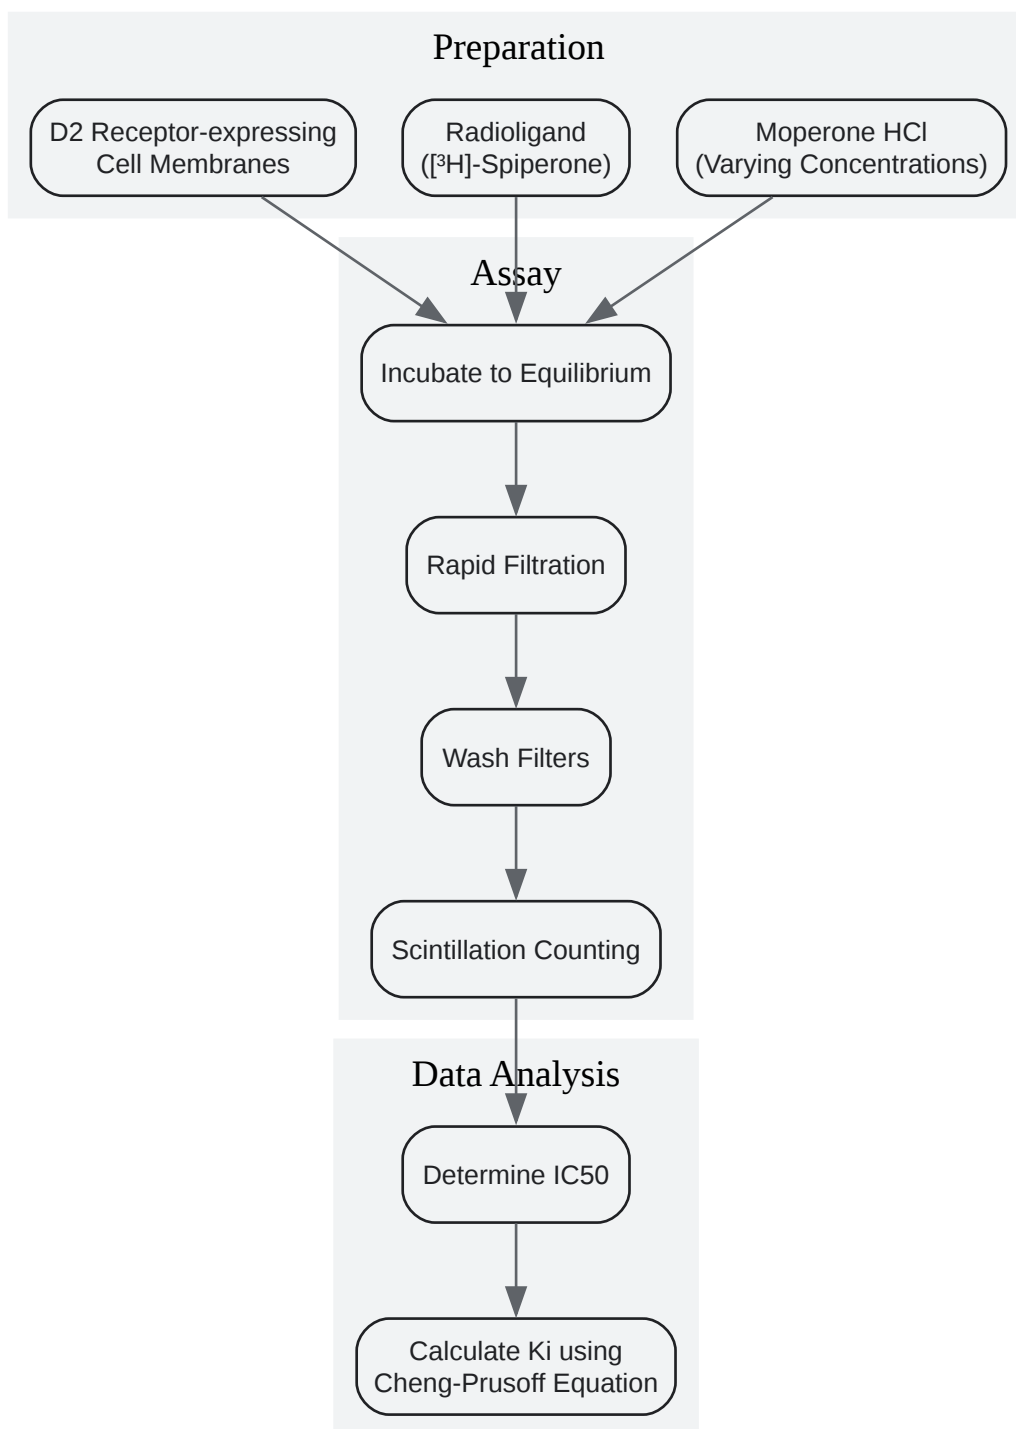 Preparation
D2 Receptor-expressing
Cell Membranes
Radioligand
([³H]-Spiperone)
Moperone HCl
(Varying Concentrations)
Assay
Incubate to Equilibrium
Rapid Filtration
Wash Filters
Scintillation Counting
Data Analysis
Determine IC50
Calculate Ki using
Cheng-Prusoff Equation